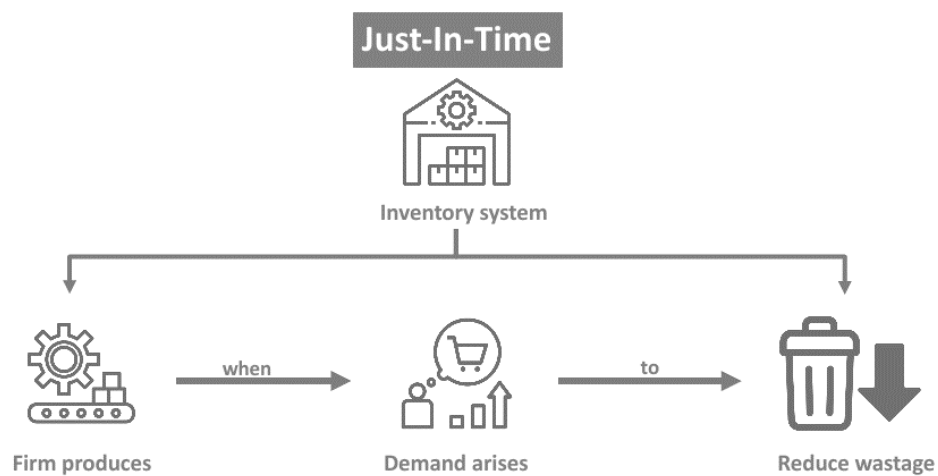 Just-In-Time
Inventory system
when
to
Firm produces
Demand arises
Reduce wastage